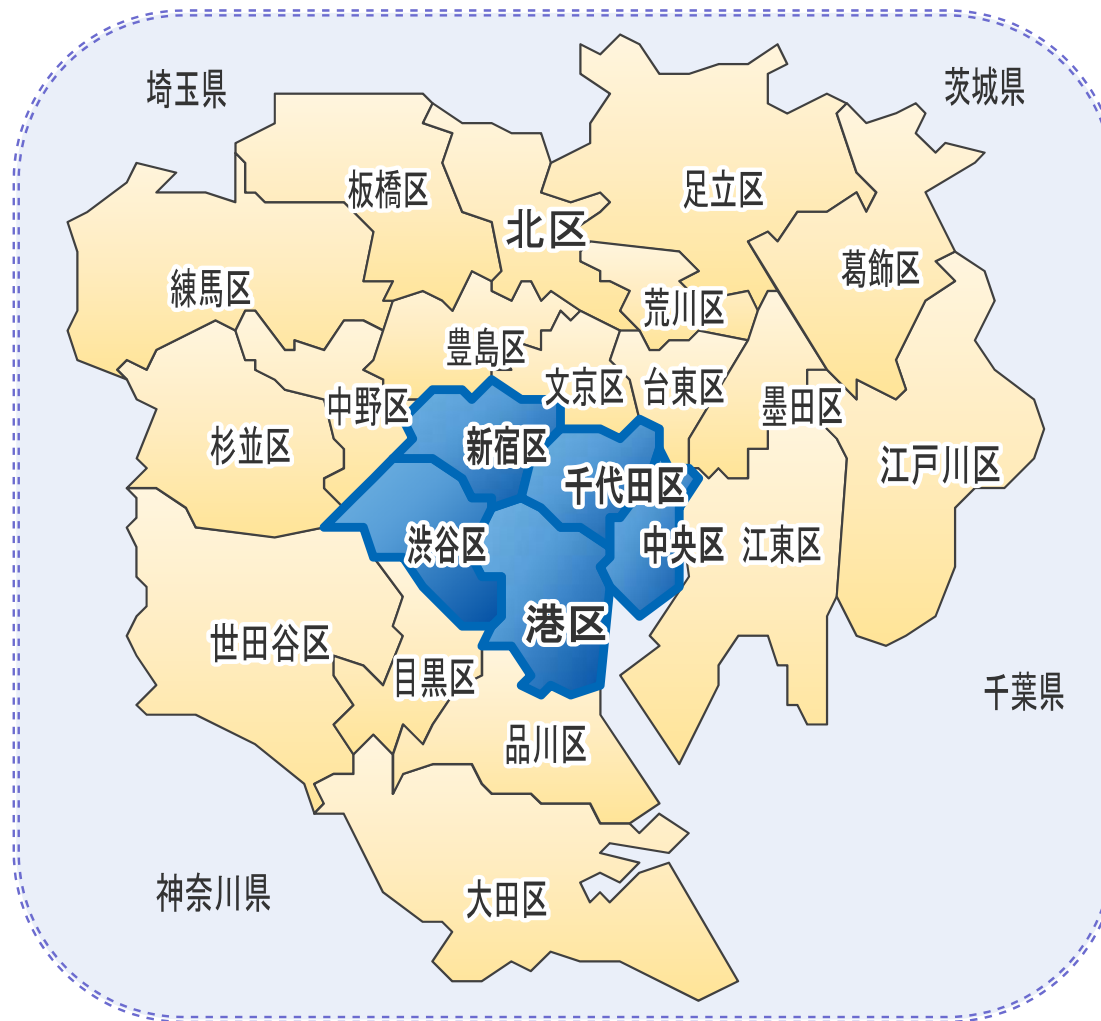 埼玉県
茨城県
板橋区
足立区
北区
葛飾区
練馬区
荒川区
豊島区
文京区
台東区
中野区
墨田区
杉並区
新宿区
江戸川区
千代田区
渋谷区
中央区
江東区
港区
世田谷区
目黒区
千葉県
品川区
神奈川県
大田区